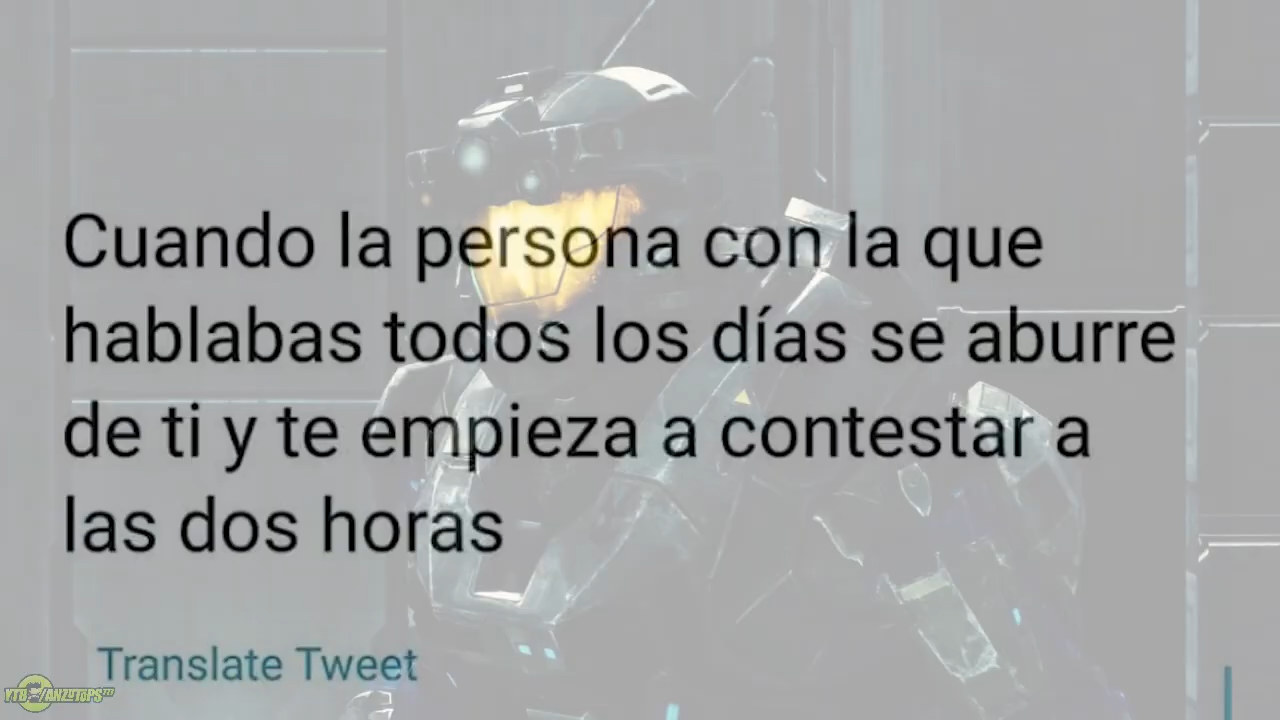 Cuando la persona con la que
hablabas todos los días se aburre
de ti y te empieza a contestar a
las dos horas
Translate Tweet